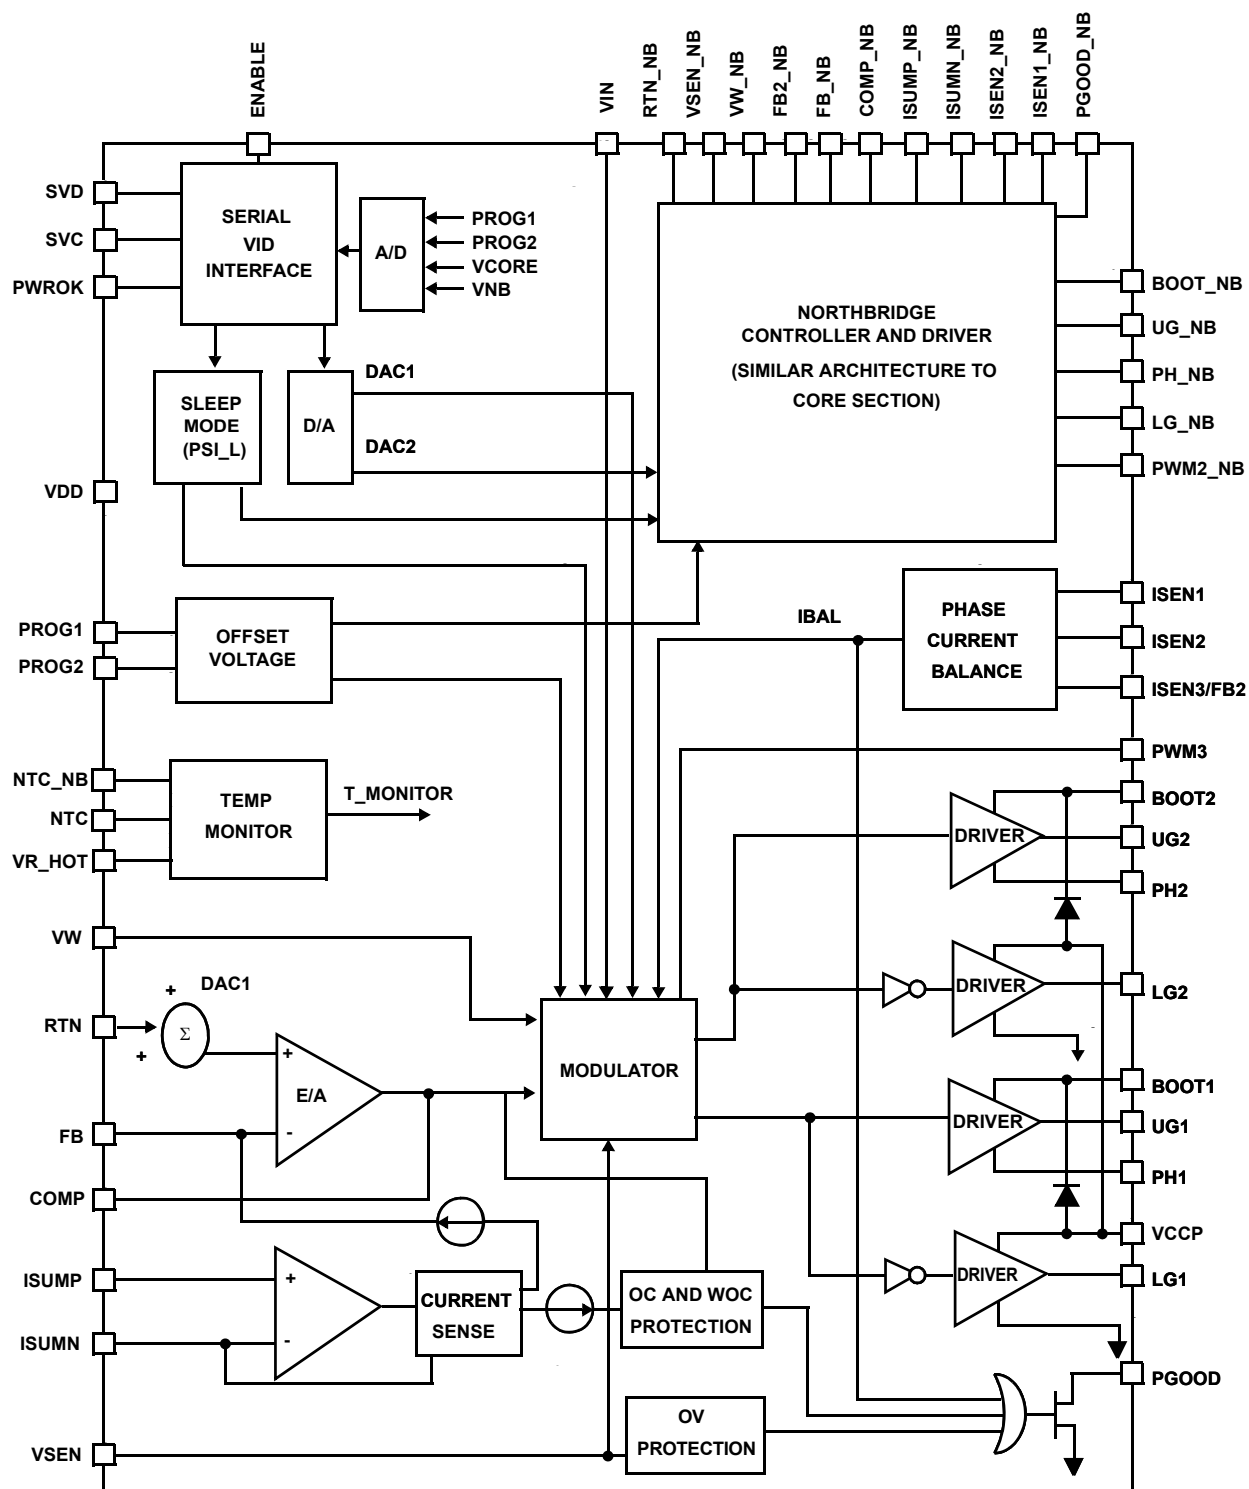 ENABLE
VIN
RTN_NB
VSEN_NB
VW_NB
FB2_NB
FB_NB
COMP_NB
ISUMP_NB
ISUMN_NB
ISEN2_NB
ISEN1_NB
PGOOD_NB
SVD
SVC
PWROK
SERIAL
VID
INTERFACE
A/D
PROG1
PROG2
VCORE
VNB
NORTHBRIDGE
CONTROLLER AND DRIVER
(SIMILAR ARCHITECTURE TO
CORE SECTION)
BOOT_NB
UG_NB
PH_NB
LG_NB
PWM2_NB
SLEEP
MODE
(PSI_L)
D/A
DAC1
DAC2
VDD
PROG1
PROG2
OFFSET
VOLTAGE
IBAL
PHASE
CURRENT
BALANCE
ISEN1
ISEN2
ISEN3/FB2
PWM3
NTC_NB
NTC
VR_HOT
TEMP
MONITOR
T_MONITOR
DRIVER
BOOT2
UG2
PH2
VW
DAC1
+
RTN
Σ
+
DRIVER
LG2
+
E/A
-
MODULATOR
FB
COMP
DRIVER
BOOT1
UG1
PH1
VCCP
ISUMP
+
ISUMN
-
CURRENT
SENSE
OC AND WOC
PROTECTION
DRIVER
LG1
PGOOD
VSEN
OV
PROTECTION